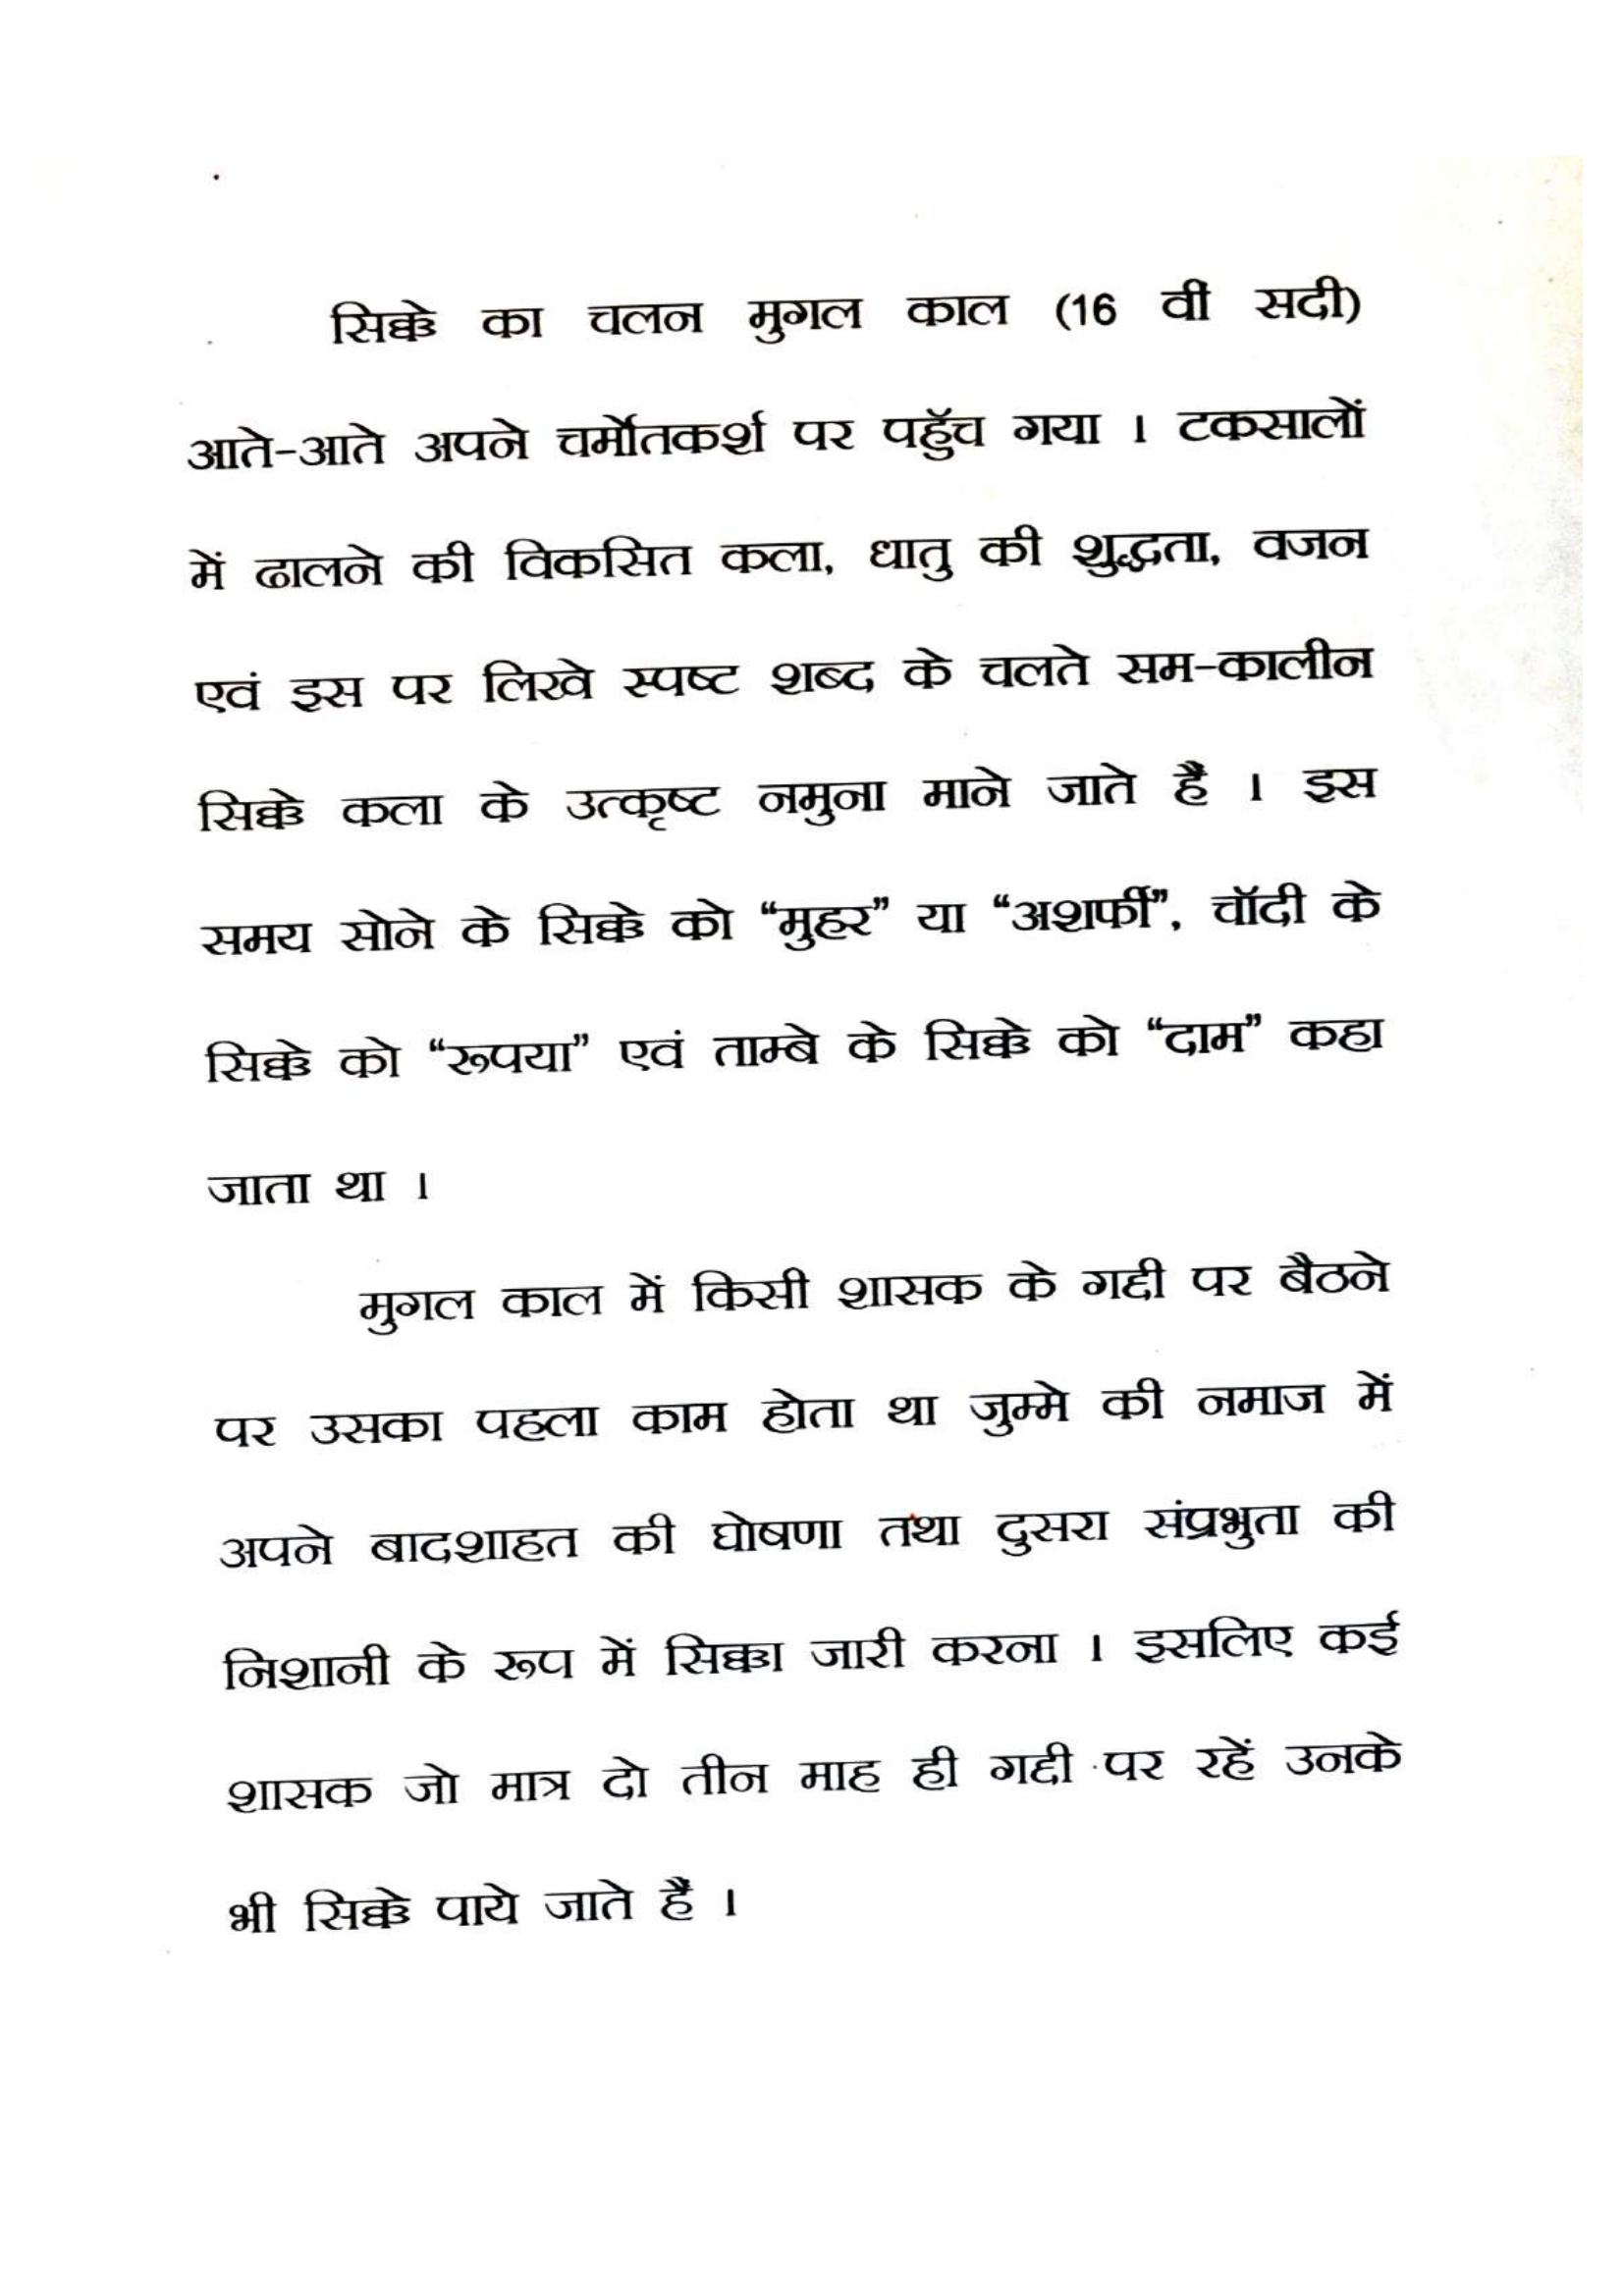 सिक्के का चलन मुगल काल (16 वीं सदी)
आते-आते अपने चर्मोतकर्श पर पहुँच गया । टकसालों
में ढालने की विकसित कला, धातु की शुद्धता, वजन
एवं इस पर लिखे स्पष्ट शब्द के चलते सम-कालीन
सिक्के कला के उत्कृष्ट नमुना माने जाते हैं । इस
समय सोने के सिक्के को “मुहर” या “अशर्फी”, चाँदी के
सिक्के को “रूपया” एवं ताम्बे के सिक्के को “दाम” कहा
जाता था ।
मुगल काल में किसी शासक के गद्दी पर बैठने
पर उसका पहला काम होता था जुम्मे की नमाज में
अपने बादशाहत की घोषणा तथा दुसरा संप्रभुता की
निशानी के रूप में सिक्का जारी करना । इसलिए कई
शासक जो मात्र दो तीन माह ही गद्दी पर रहें उनके
भी सिक्के पाये जाते हैं ।